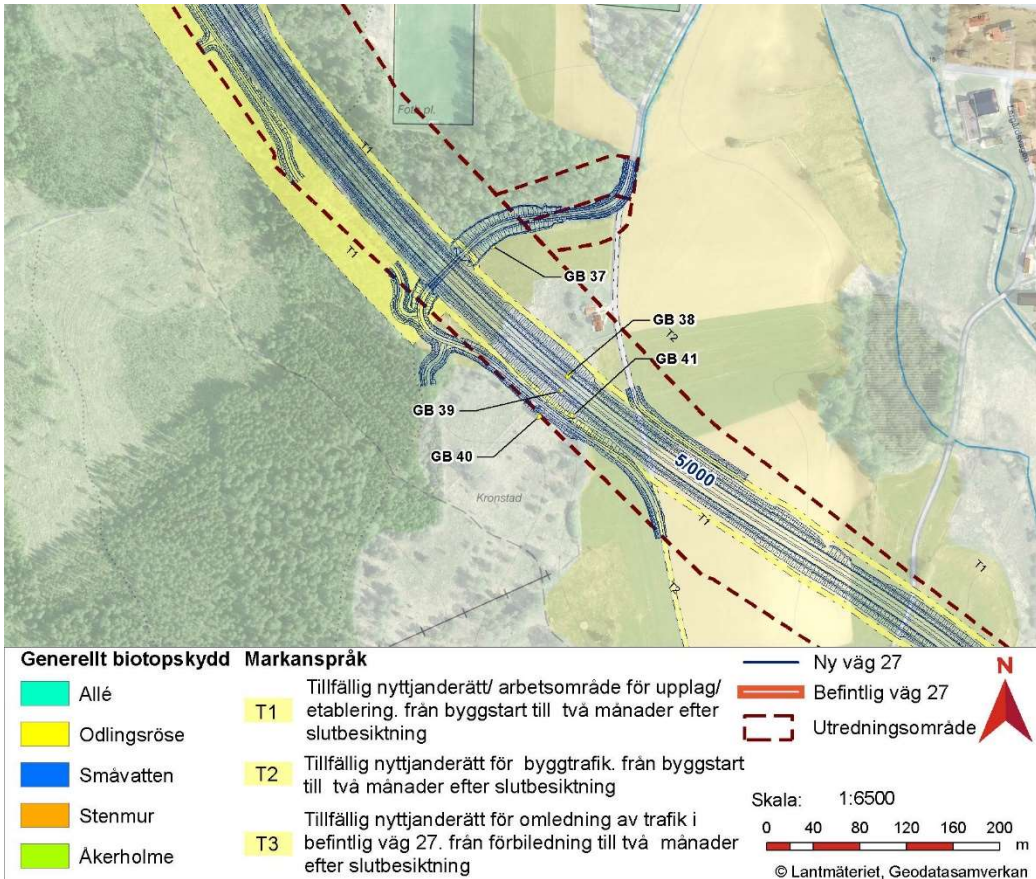 Fotb.pl.
T1
T1
GB 37
GB 38
T2
GB 41
GB 39
GB 40
5/000
Kronstad
T1
T1
T2
Generellt biotopskydd
Allé
Odlingsröse
Småvatten
Stenmur
Åkerholme
Markanspråk
T1
Tillfällig nyttjanderätt/ arbetsområde för upplag/
etablering. från byggstart till två månader efter
slutbesiktning
T2
Tillfällig nyttjanderätt för byggtrafik. från byggstart
till två månader efter slutbesiktning
T3
Tillfällig nyttjanderätt för omledning av trafik i
befintlig väg 27. från förbiledning till två månader
efter slutbesiktning
Ny väg 27
Befintlig väg 27
Utredningsområde
N
Skala: 1:6500
0 40 80 120 160 200
m
© Lantmäteriet, Geodatasamverkan